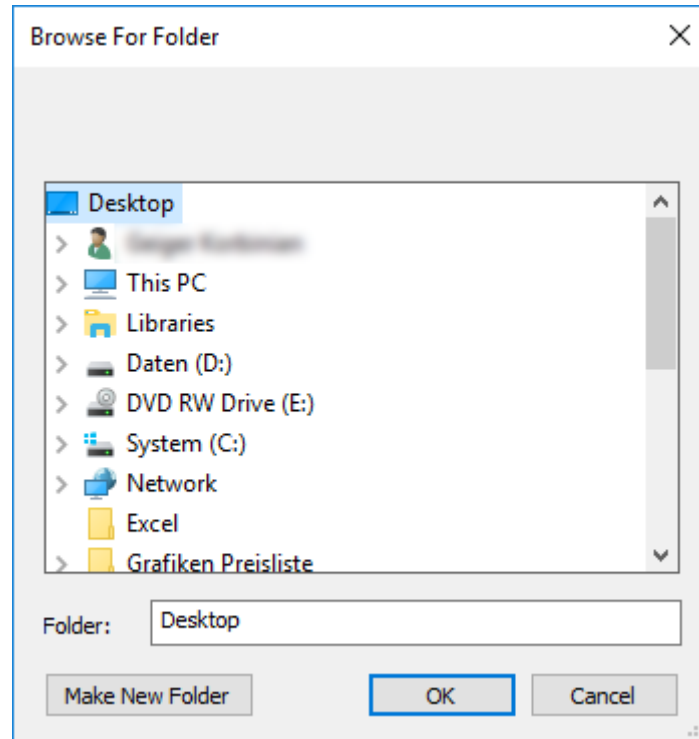 Browse For Folder
Desktop
This PC
Libraries
Daten (D:)
DVD RW Drive (E:)
System (C:)
Network
Excel
Grafiken Preisliste
Folder: Desktop
Make New Folder OK Cancel